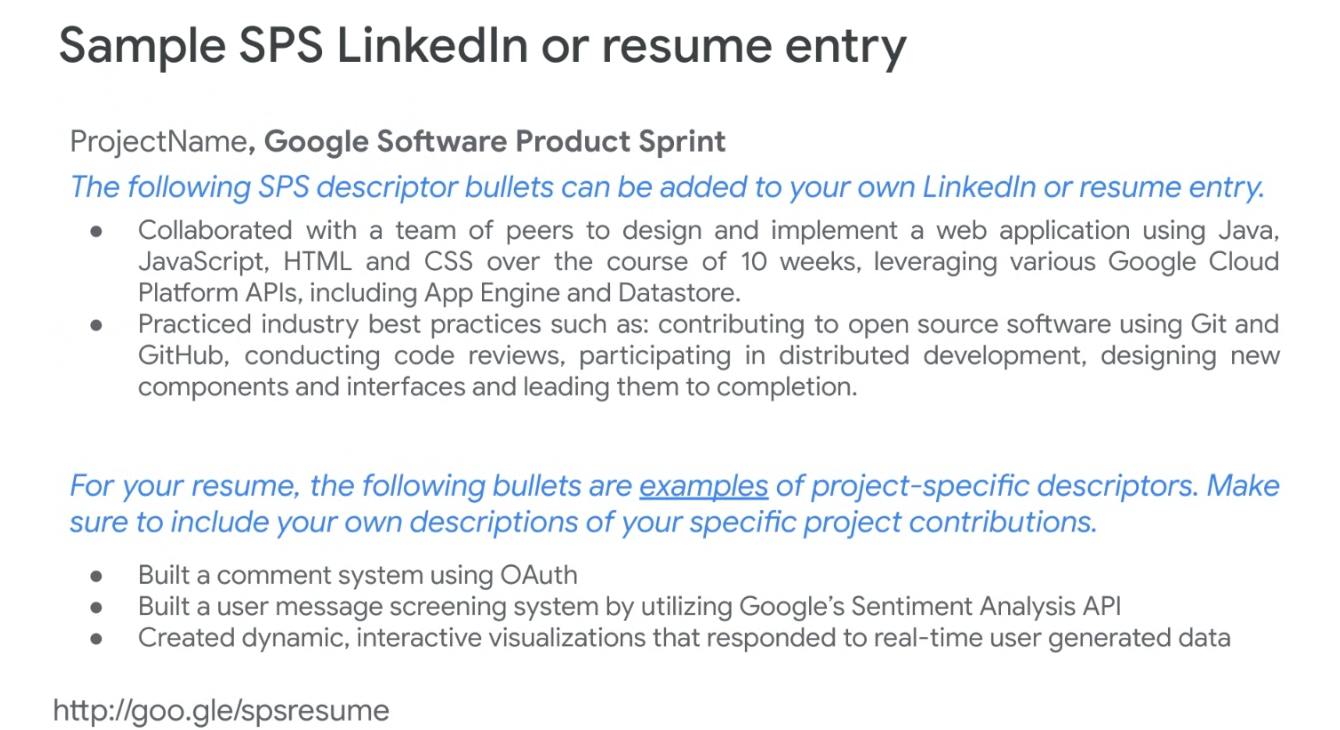 Sample SPS LinkedIn or resume entry
ProjectName, Google Software Product Sprint
The following SPS descriptor bullets can be added to your own LinkedIn or resume entry.
● Collaborated with a team of peers to design and implement a web application using Java,
JavaScript, HTML and CSS over the course of 10 weeks, leveraging various Google Cloud
Platform APIs, including App Engine and Datastore.
● Practiced industry best practices such as: contributing to open source software using Git and
GitHub, conducting code reviews, participating in distributed development, designing new
components and interfaces and leading them to completion.
For your resume, the following bullets are examples of project-specific descriptors. Make
sure to include your own descriptions of your specific project contributions.
● Built a comment system using OAuth
● Built a user message screening system by utilizing Google’s Sentiment Analysis API
● Created dynamic, interactive visualizations that responded to real-time user generated data
http://goo.gle/spsresume